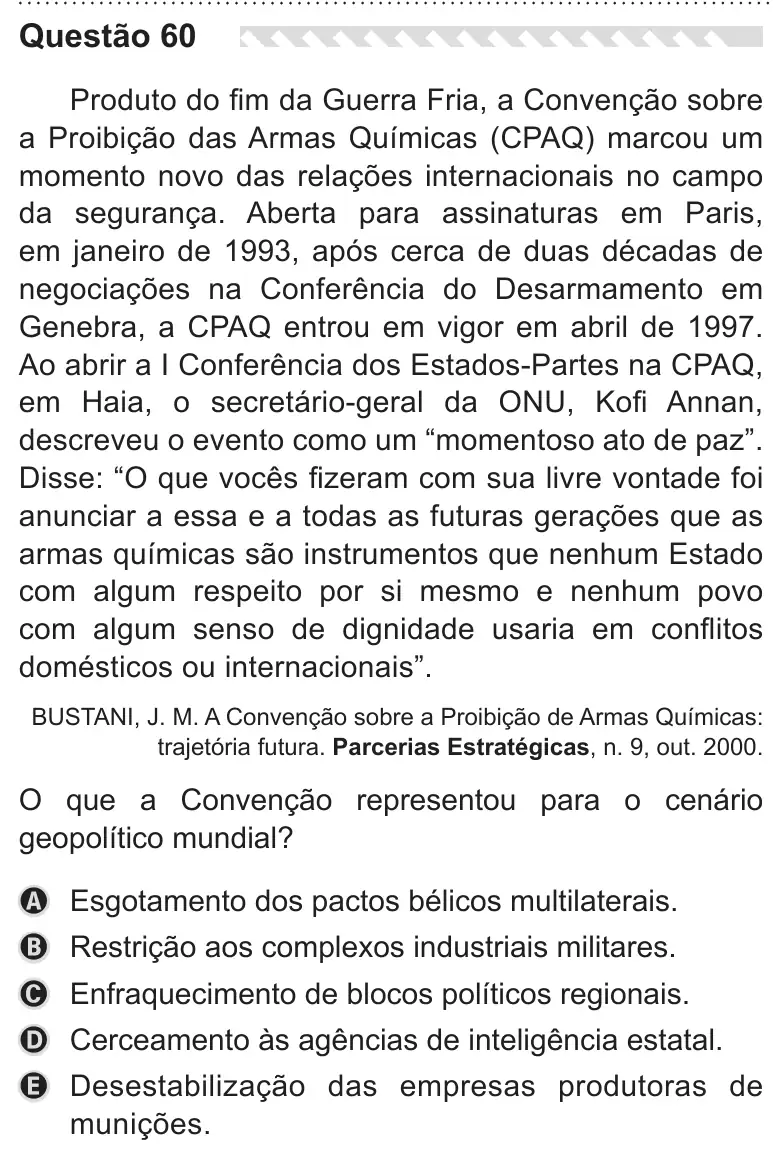 Questão 60
Produto do fim da Guerra Fria, a Convenção sobre
a Proibição das Armas Químicas (CPAQ) marcou um
momento novo das relações internacionais no campo
da segurança. Aberta para assinaturas em Paris,
em janeiro de 1993, após cerca de duas décadas de
negociações na Conferência do Desarmamento em
Genebra, a CPAQ entrou em vigor em abril de 1997.
Ao abrir a I Conferência dos Estados-Partes na CPAQ,
em Haia, o secretário-geral da ONU, Kofi Annan,
descreveu o evento como um “momentoso ato de paz”.
Disse: “O que vocês fizeram com sua livre vontade foi
anunciar a essa e a todas as futuras gerações que as
armas químicas são instrumentos que nenhum Estado
com algum respeito por si mesmo e nenhum povo
com algum senso de dignidade usaria em conflitos
domésticos ou internacionais”.
BUSTANI, J. M. A Convenção sobre a Proibição de Armas Químicas:
trajetória futura. Parcerias Estratégicas, n. 9, out. 2000.
O que a Convenção representou para o cenário
geopolítico mundial?
A Esgotamento dos pactos bélicos multilaterais.
B Restrição aos complexos industriais militares.
C Enfraquecimento de blocos políticos regionais.
D Cerceamento às agências de inteligência estatal.
E Desestabilização das empresas produtoras de
munições.